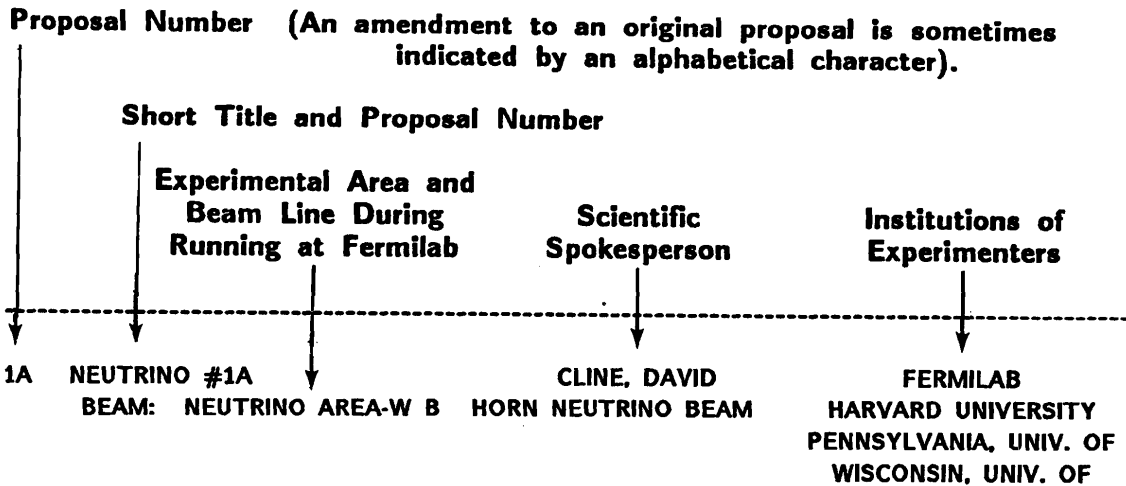 Proposal Number (An amendment to an original proposal is sometimes
indicated by an alphabetical character).
Short Title and Proposal Number
Experimental Area and
Beam Line During
Running at Fermilab
Scientific
Spokesperson
Institutions of
Experimenters
1A NEUTRINO #1A CLINE, DAVID FERMILAB
BEAM: NEUTRINO AREA-W B HORN NEUTRINO BEAM HARVARD UNIVERSITY
PENNSYLVANIA, UNIV. OF
WISCONSIN, UNIV. OF